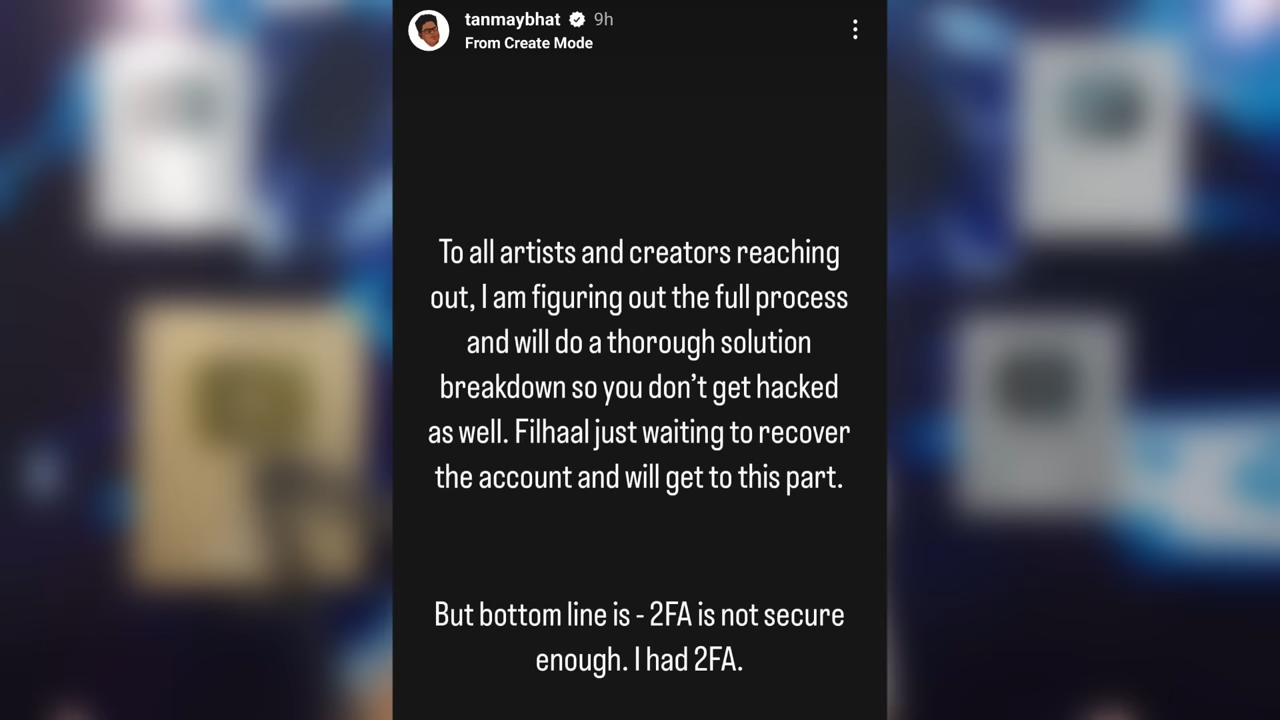 tanmaybhat 9h
From Create Mode
To all artists and creators reaching
out, I am figuring out the full process
and will do a thorough solution
breakdown so you don’t get hacked
as well. Filhaal just waiting to recover
the account and will get to this part.
But bottom line is - 2FA is not secure
enough. I had 2FA.